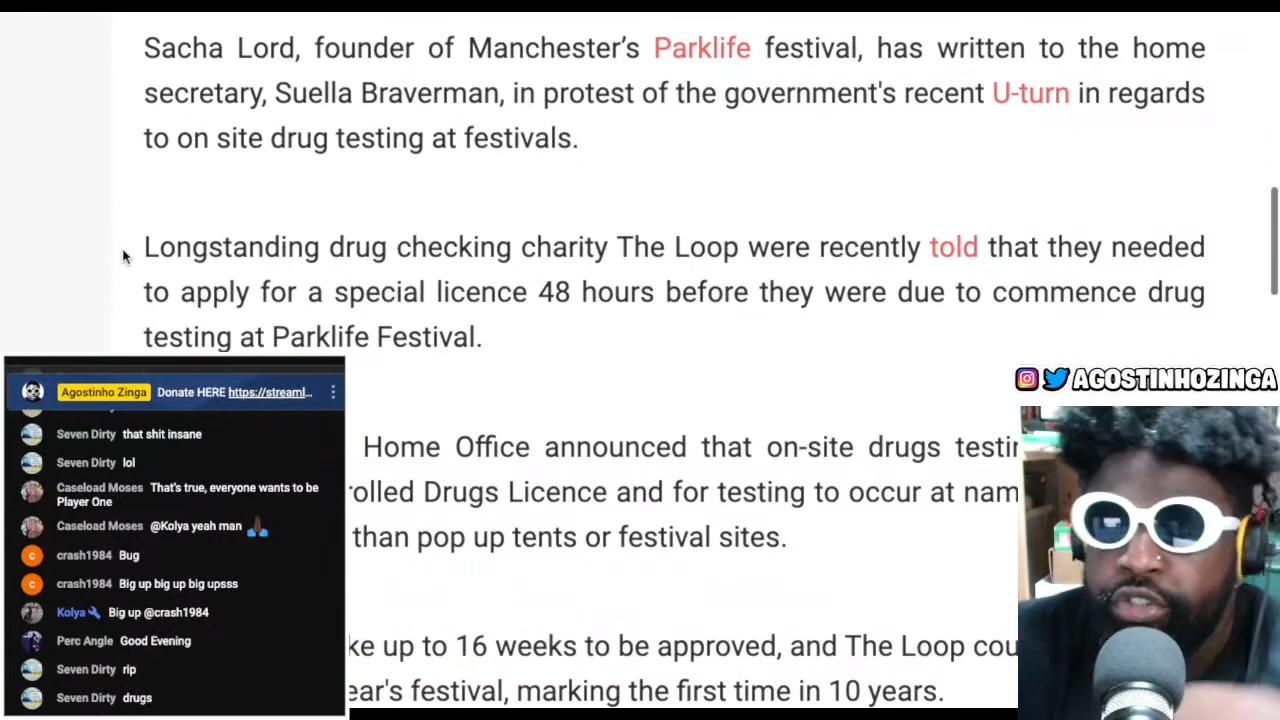 Sacha Lord, founder of Manchester's Parklife festival, has written to the home
secretary, Suella Braverman, in protest of the government's recent U-turn in regards
to on site drug testing at festivals.
Longstanding drug checking charity The Loop were recently told that they needed
to apply for a special licence 48 hours before they were due to commence drug
testing at Parklife Festival.
Home Office announced that on-site drugs
Drugs Licence and for testing to occur at
than pop up tents or festival sites.
up to 16 weeks to be approved, and The Loop
festival, marking the first time in 10 years.
Agostinho Zinga Donate HERE https://streaml...
Seven Dirty that shit insane
Seven Dirty lol
Caseload Moses That's true, everyone wants to be
Player One
Caseload Moses @Kolya yeah man
c crash1984 Bug
c crash1984 Big up big up big upsss
Kolya Big up @crash1984
Perc Angle Good Evening
Seven Dirty rip
Seven Dirty drugs
AGOSTINHOZINGA